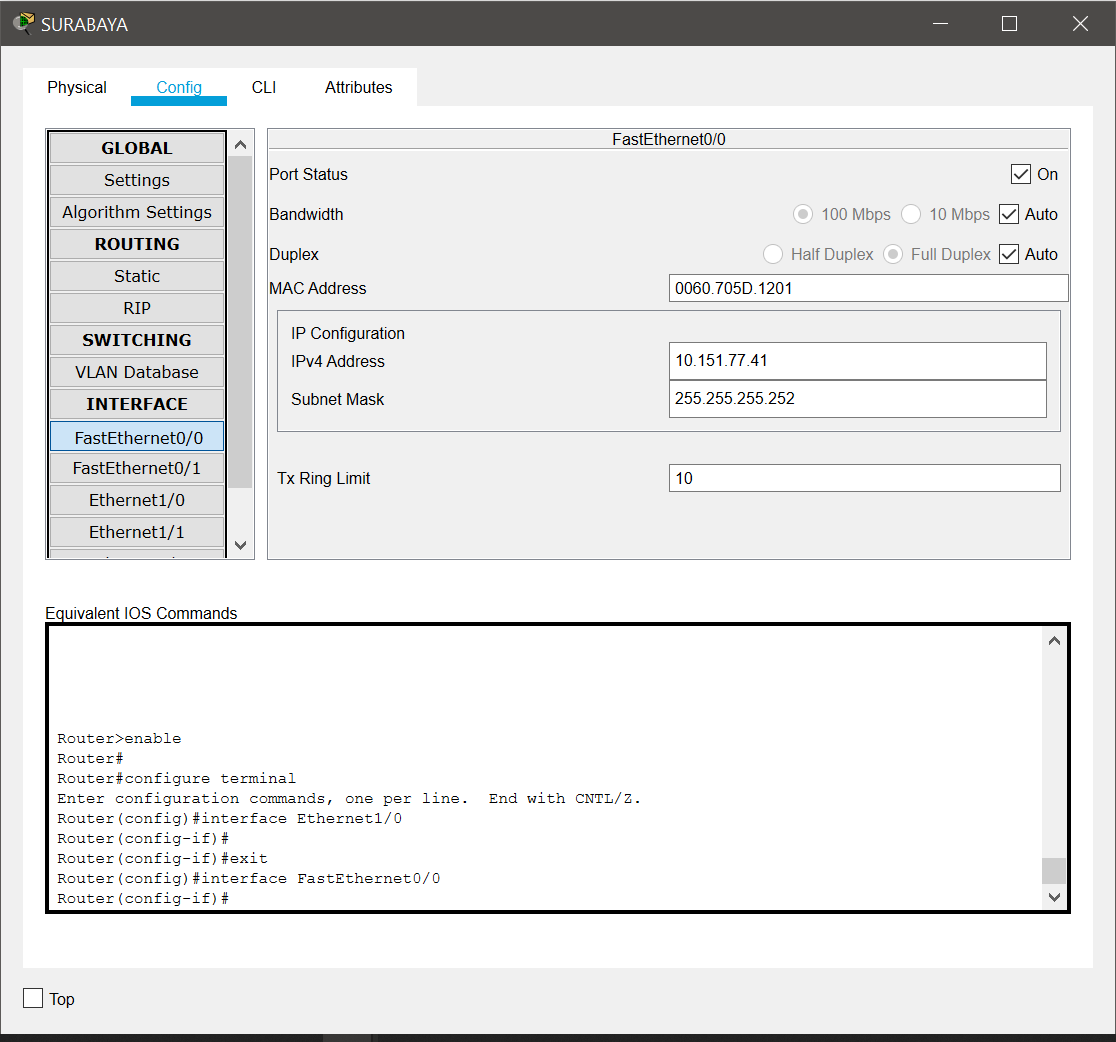 SURABAYA
Physical Config CLI Attributes
GLOBAL
Settings
Algorithm Settings
ROUTING
Static
RIP
SWITCHING
VLAN Database
INTERFACE
FastEthernet0/0
FastEthernet0/1
Ethernet1/0
Ethernet1/1
FastEthernet0/0
Port Status On
Bandwidth 100 Mbps 10 Mbps Auto
Duplex Half Duplex Full Duplex Auto
MAC Address 0060.705D.1201
IP Configuration
IPv4 Address 10.151.77.41
Subnet Mask 255.255.255.252
Tx Ring Limit 10
Equivalent IOS Commands
Router>enable
Router#
Router#configure terminal
Enter configuration commands, one per line.  End with CNTL/Z.
Router(config)#interface Ethernet1/0
Router(config-if)#
Router(config-if)#exit
Router(config)#interface FastEthernet0/0
Router(config-if)#
Top